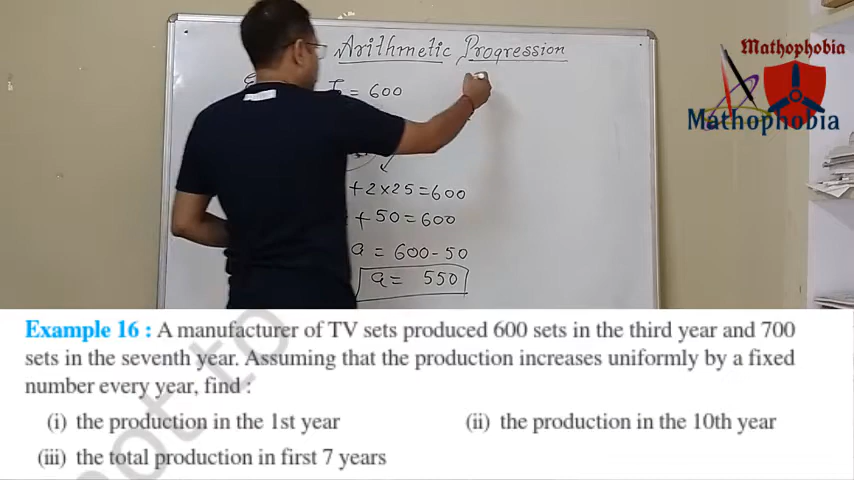 Arithmetic Progression
= 600
+ 2 × 25 = 600
+ 50 = 600
a = 600 - 50
a = 550
Mathophobia
Mathophobia
Example 16 : A manufacturer of TV sets produced 600 sets in the third year and 700
sets in the seventh year. Assuming that the production increases uniformly by a fixed
number every year, find :
(i) the production in the 1st year (ii) the production in the 10th year
(iii) the total production in first 7 years
not to